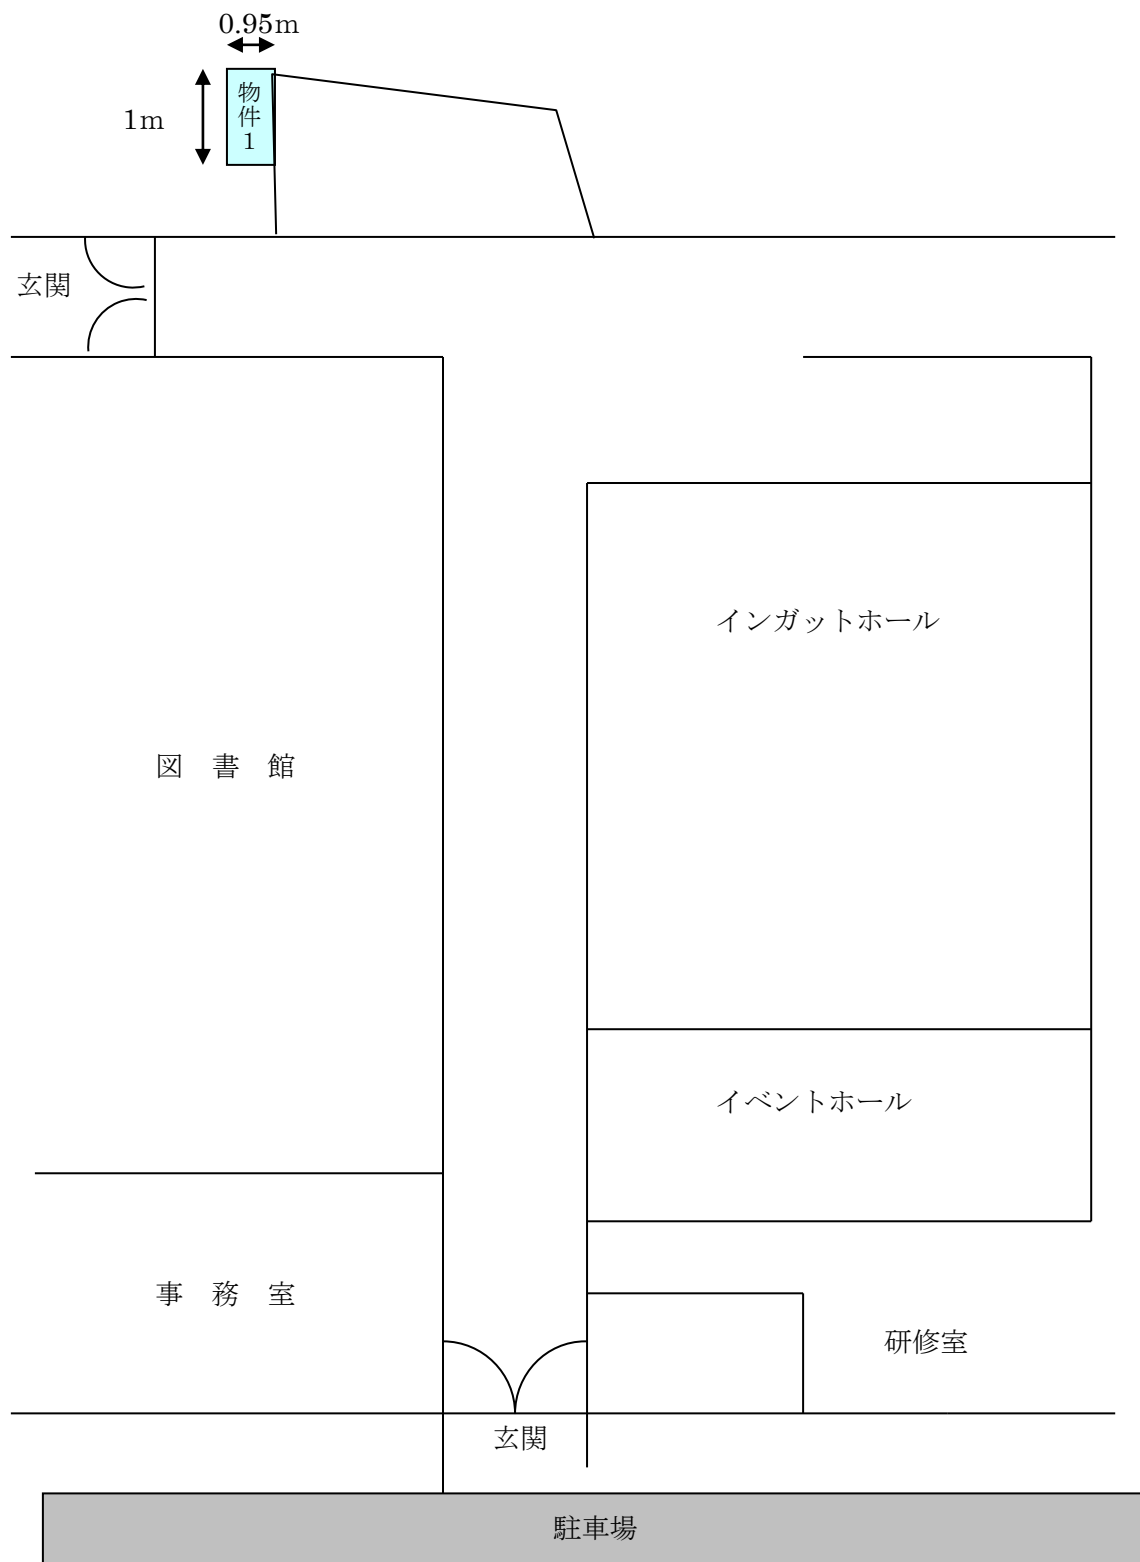 0.95m
1m
物件1
玄関
インガットホール
図　書　館
イベントホール
事　務　室
研修室
玄関
駐車場